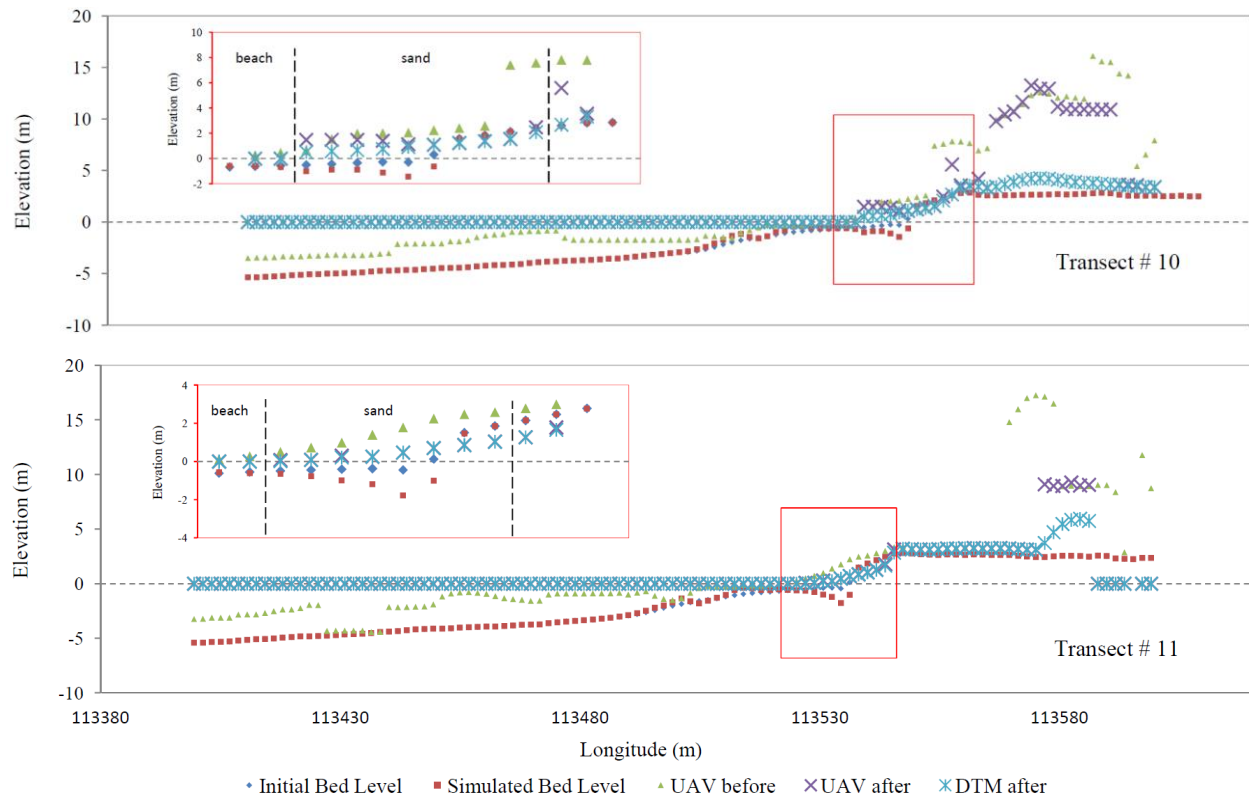 20
15
10
5
0
-5
-10
Elevation (m)
10
8
6
4
2
0
-2
Elevation (m)
beach
sand
Transect # 10
20
15
10
5
0
-5
-10
Elevation (m)
4
2
0
-2
-4
Elevation (m)
beach
sand
Transect # 11
113380 113430 113480 113530 113580
Longitude (m)
Initial Bed Level Simulated Bed Level UAV before UAV after DTM after